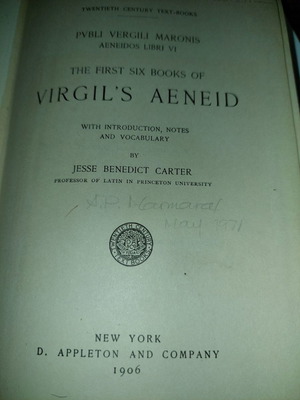 TWENTIETH CENTURY TEXT-BOOKS
PVBLI VERGILI MARONIS
AENEIDOS LIBRI VI
THE FIRST SIX BOOKS OF
VIRGIL'S AENEID
WITH INTRODUCTION, NOTES
AND VOCABULARY
BY
JESSE BENEDICT CARTER
PROFESSOR OF LATIN IN PRINCETON UNIVERSITY
May
NEW YORK
D. APPLETON AND COMPANY
1906